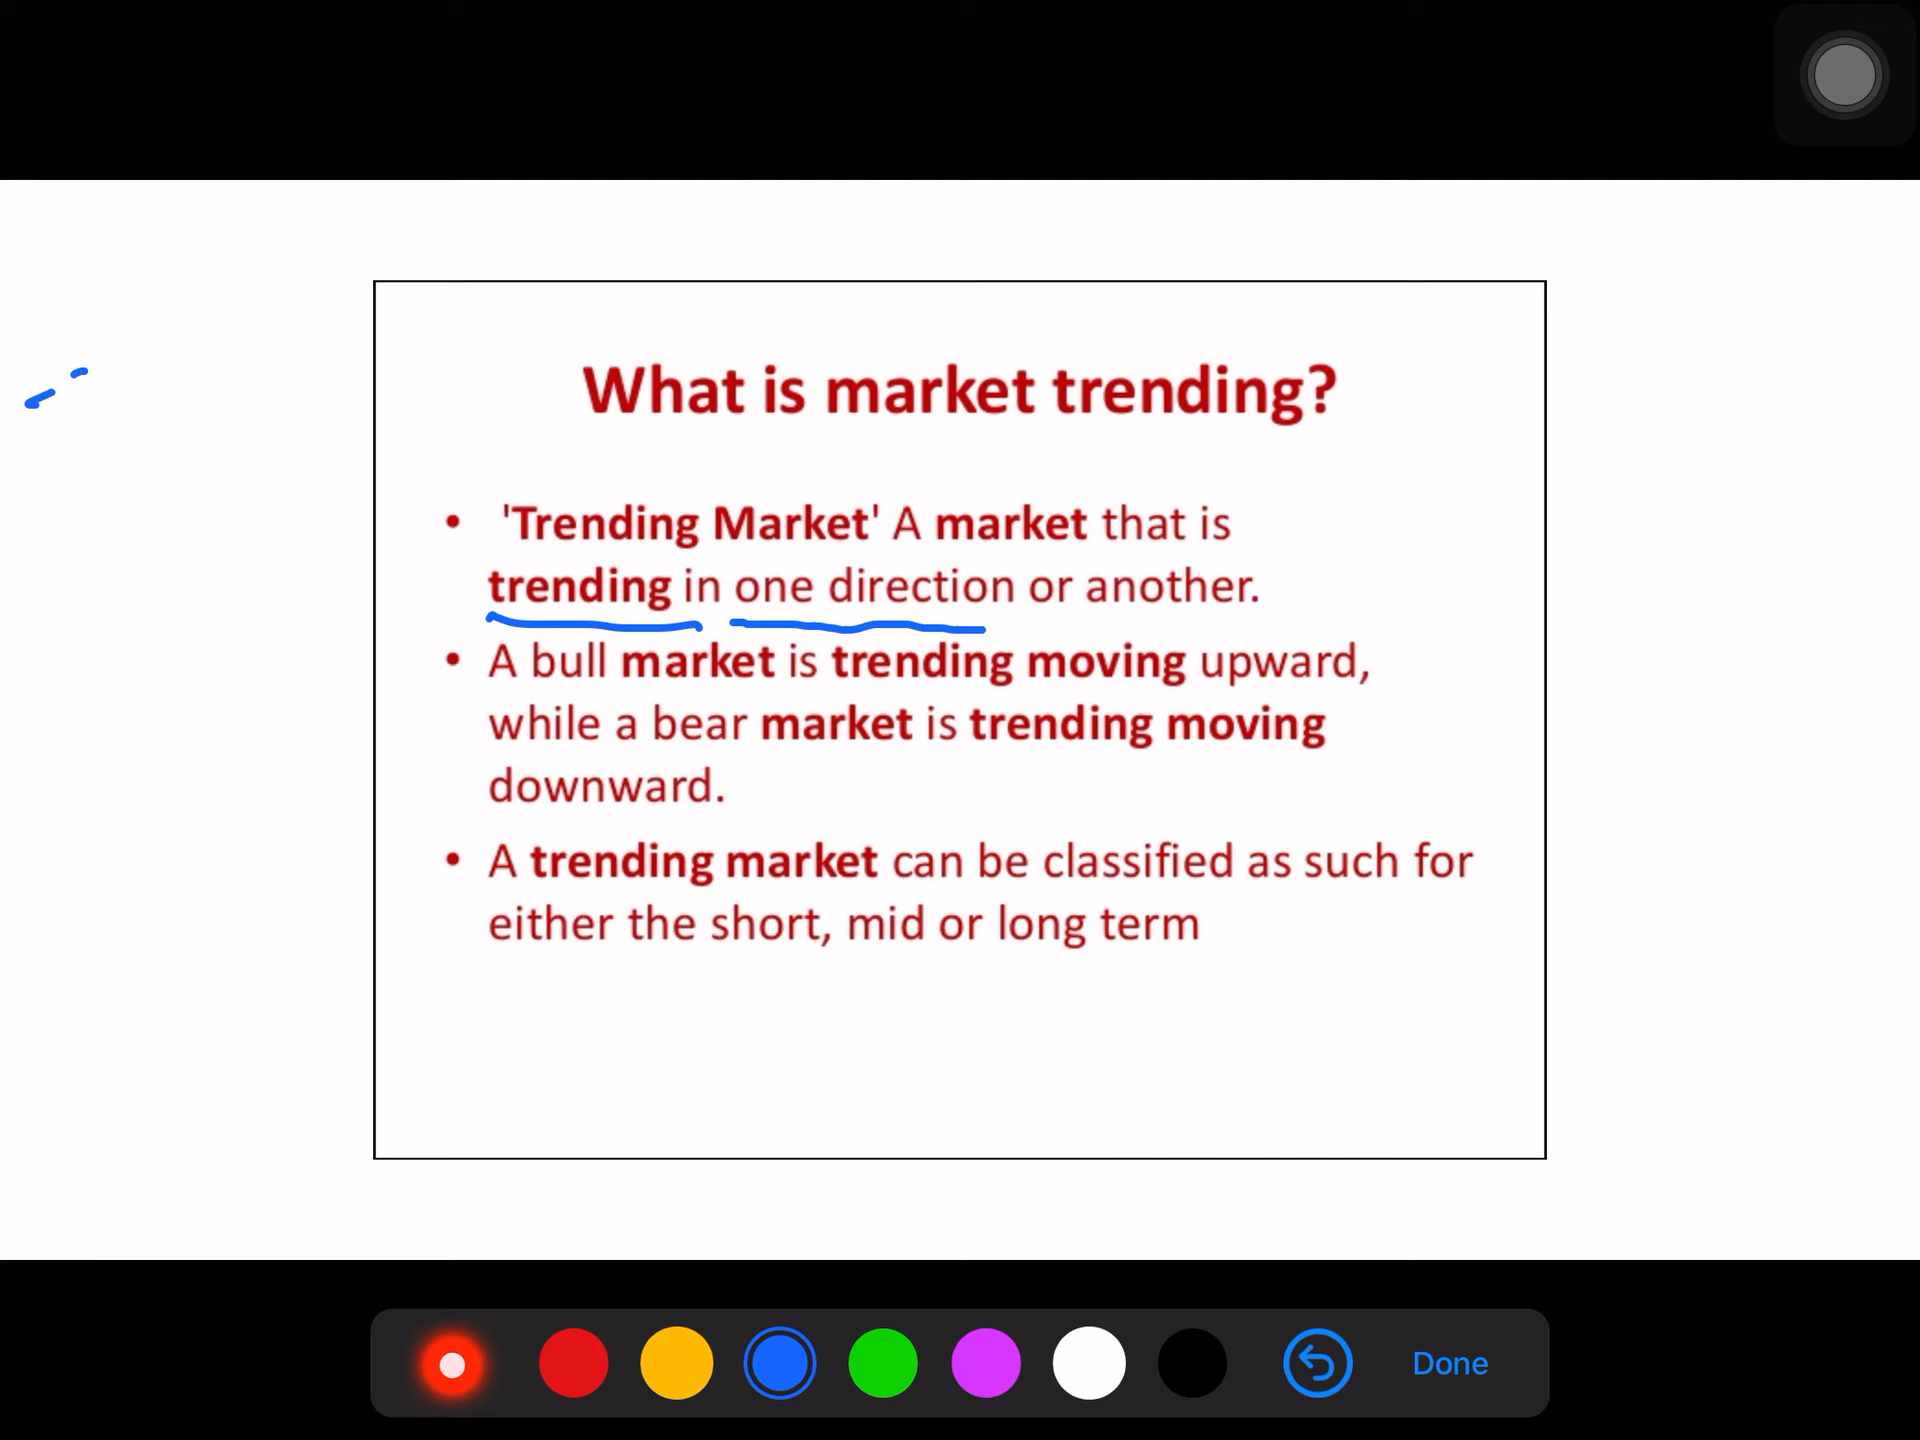 What is market trending?
• 'Trending Market' A market that is
trending in one direction or another.
• A bull market is trending moving upward,
while a bear market is trending moving
downward.
• A trending market can be classified as such for
either the short, mid or long term
Done